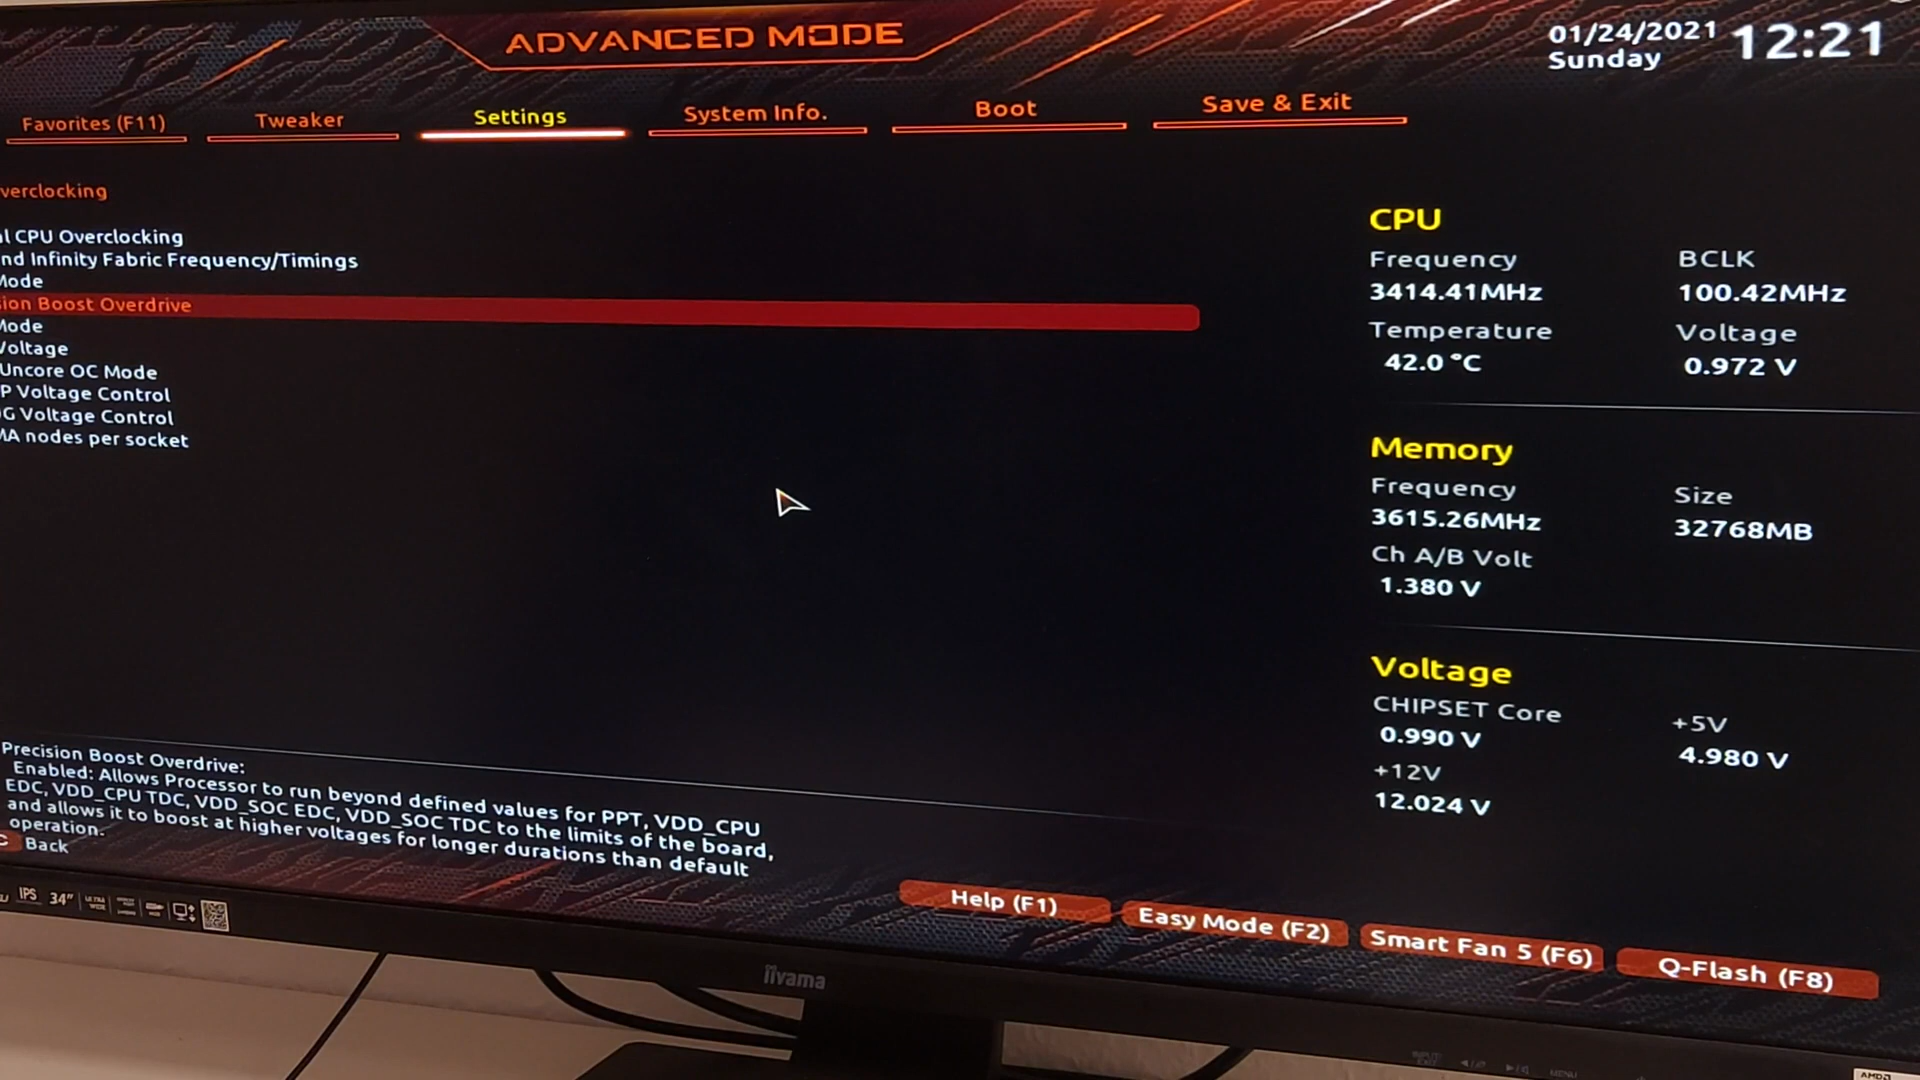 ADVANCED MODE
01/24/2021
Sunday
12:21
Favorites (F11)
Tweaker
Settings
System Info.
Boot
Save & Exit
verclocking
l CPU Overclocking
nd Infinity Fabric Frequency/Timings
Mode
sion Boost Overdrive
Mode
Voltage
Uncore OC Mode
P Voltage Control
G Voltage Control
MA nodes per socket
CPU
Frequency
BCLK
3414.41MHz
100.42MHz
Temperature
Voltage
42.0 °C
0.972 V
Memory
Frequency
Size
3615.26MHz
32768MB
Ch A/B Volt
1.380 V
Voltage
CHIPSET Core
+5V
0.990 V
4.980 V
+12V
12.024 V
Precision Boost Overdrive:
Enabled: Allows Processor to run beyond defined values for PPT, VDD_CPU
EDC, VDD_CPU TDC, VDD_SOC EDC, VDD_SOC TDC to the limits of the board,
and allows it to boost at higher voltages for longer durations than default
operation.
Back
Help (F1)
Easy Mode (F2)
Smart Fan 5 (F6)
Q-Flash (F8)
IPS
34"
iiyama
MENU
AMD